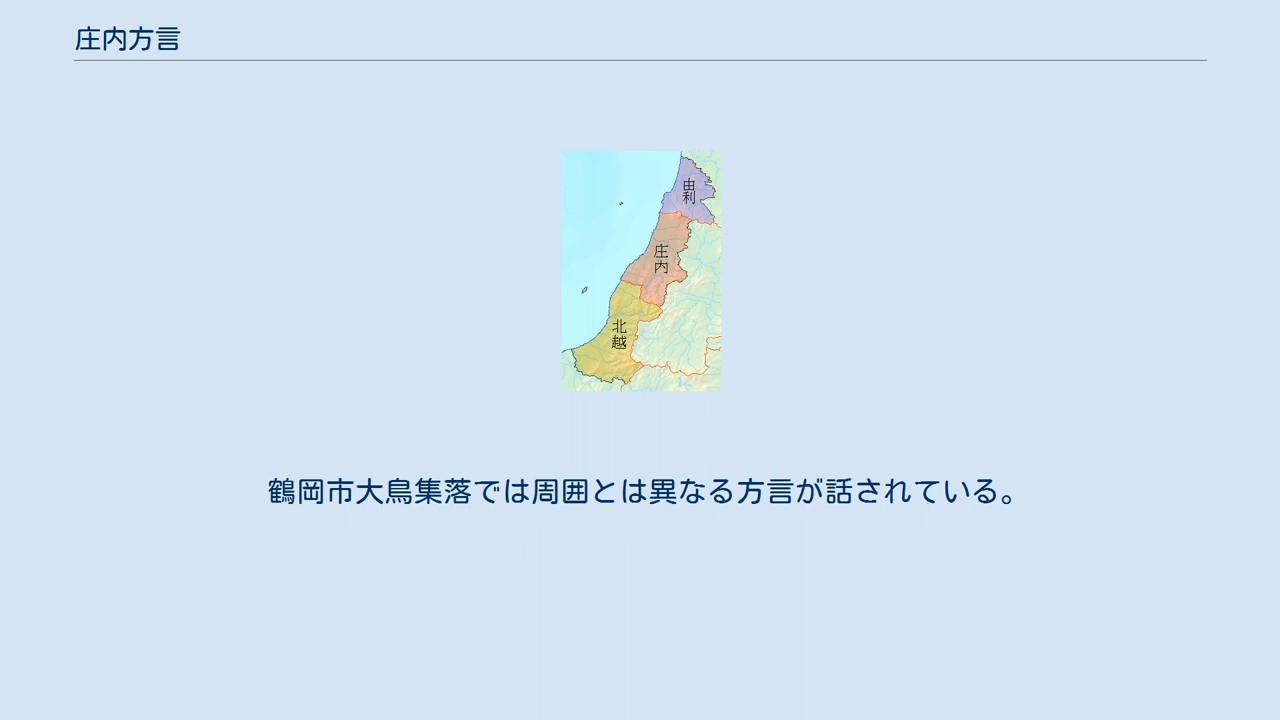 庄内方言
由利
庄内
北越
鶴岡市大鳥集落では周囲とは異なる方言が話されている。